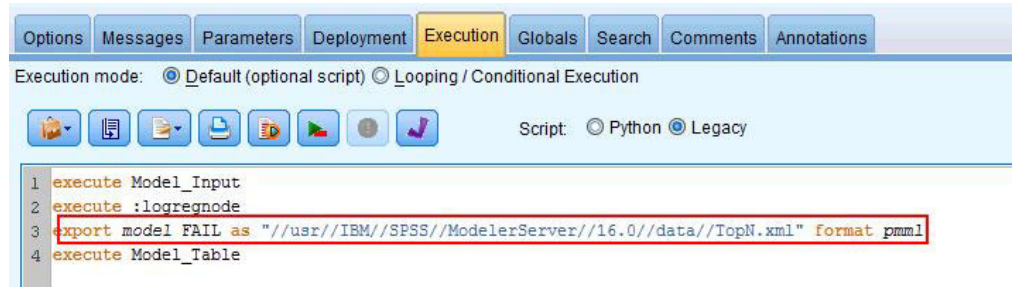 Options Messages Parameters Deployment Execution Globals Search Comments Annotations
Execution mode: Default (optional script) Looping / Conditional Execution
Script: Python Legacy
1 execute Model_Input
2 execute :logregnode
3 export model FAIL as "//usr//IBM//SPSS//ModelerServer//16.0//data//TopN.xml" format pmml
4 execute Model_Table